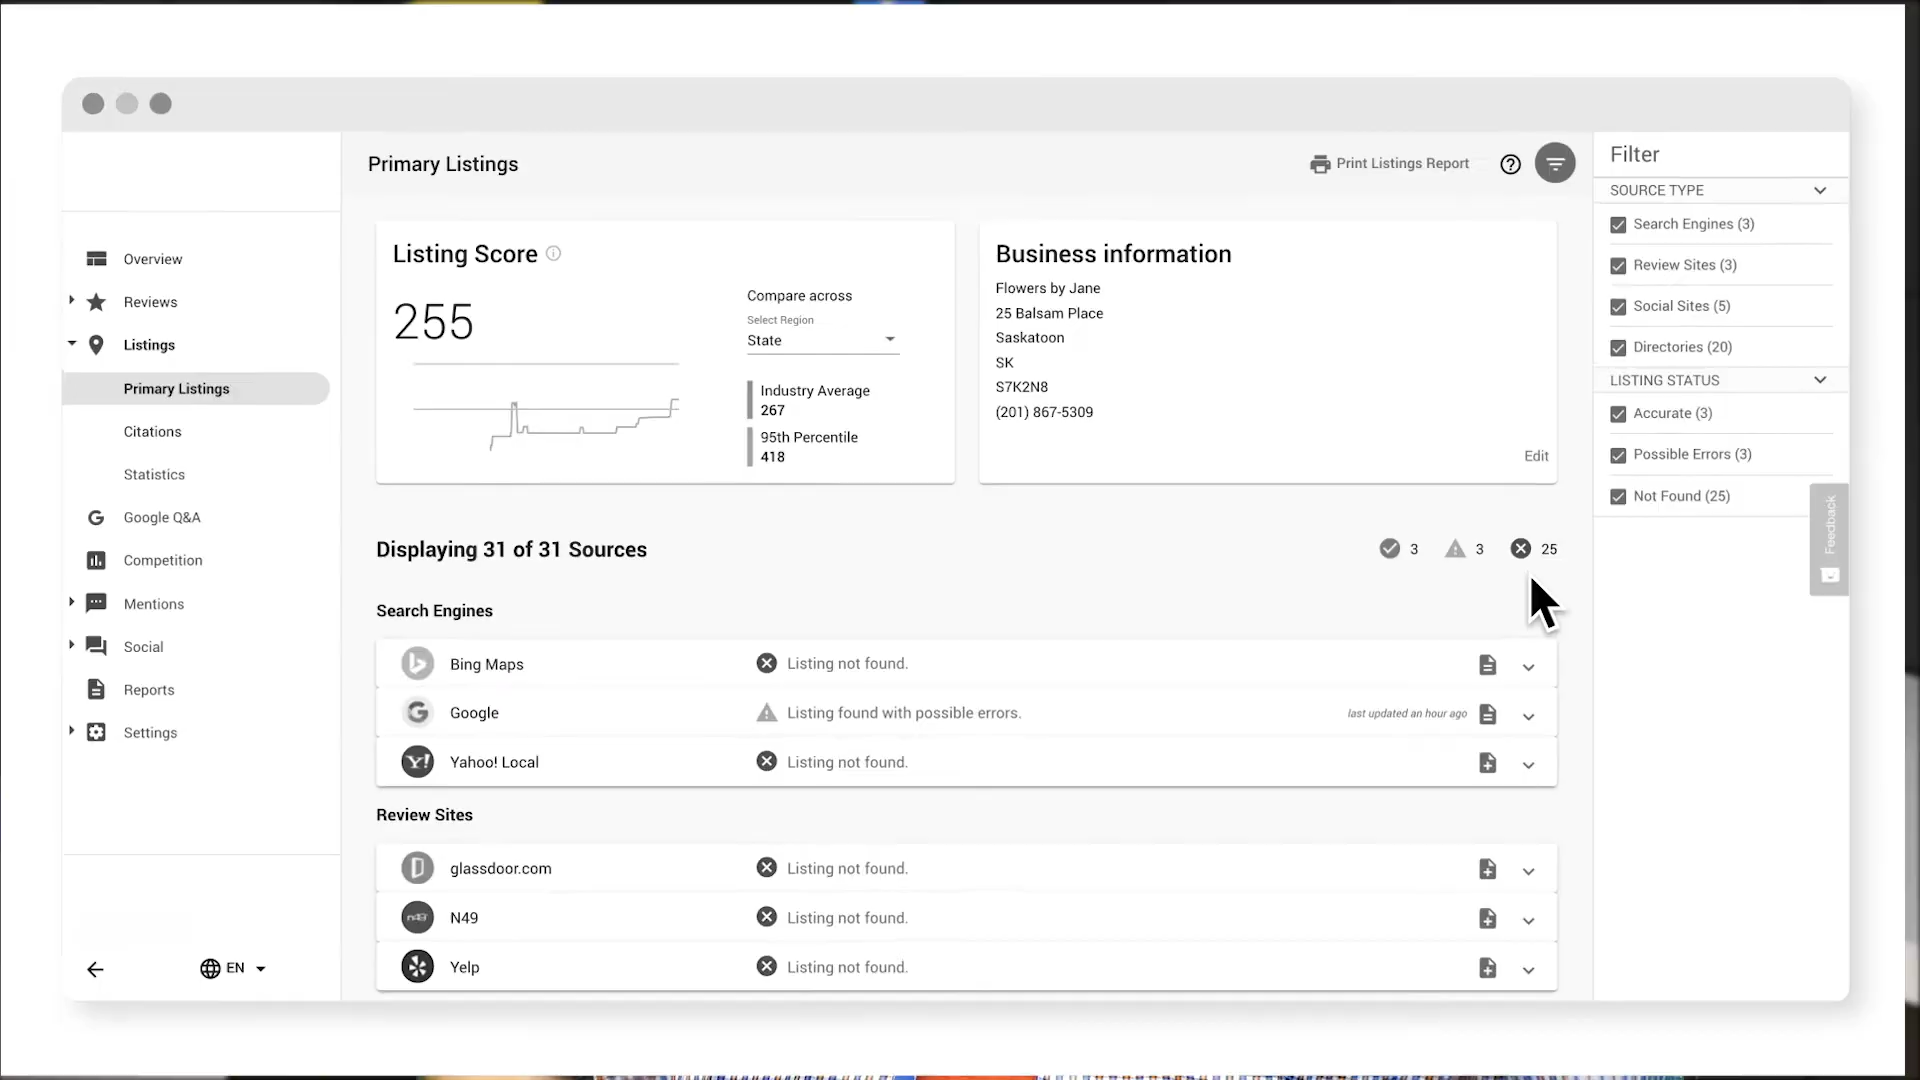 Primary Listings
Print Listings Report
Filter
SOURCE TYPE
Search Engines (3)
Review Sites (3)
Social Sites (5)
Directories (20)
LISTING STATUS
Accurate (3)
Possible Errors (3)
Not Found (25)
Feedback
Overview
Reviews
Listings
Primary Listings
Citations
Statistics
Google Q&A
Competition
Mentions
Social
Reports
Settings
EN
Listing Score
255
Compare across
Select Region
State
Industry Average
267
95th Percentile
418
Business information
Flowers by Jane
25 Balsam Place
Saskatoon
SK
S7K2N8
(201) 867-5309
Edit
Displaying 31 of 31 Sources
3 3 25
Search Engines
Bing Maps Listing not found.
Google Listing found with possible errors. last updated an hour ago
Yahoo! Local Listing not found.
Review Sites
glassdoor.com Listing not found.
N49 Listing not found.
Yelp Listing not found.